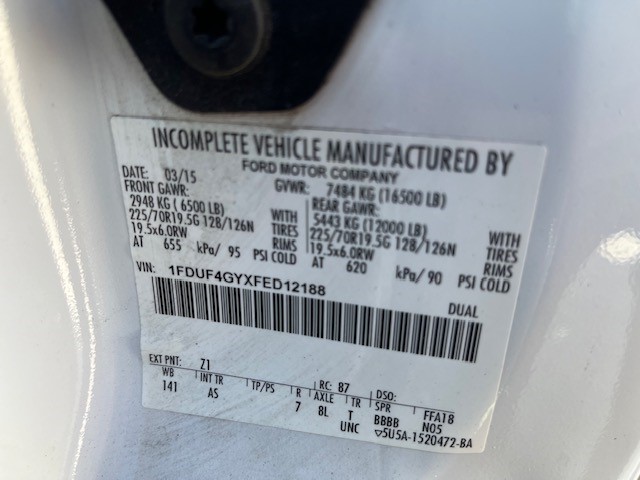 INCOMPLETE VEHICLE MANUFACTURED BY
FORD MOTOR COMPANY
DATE: 03/15 GVWR: 7484 KG (16500 LB)
FRONT GAWR: REAR GAWR:
2948 KG ( 6500 LB) WITH 5443 KG (12000 LB) WITH
225/70R19.5G 128/126N TIRES 225/70R19.5G 128/126N TIRES
19.5x6.0RW RIMS 19.5x6.0RW RIMS
AT 655 kPa/ 95 PSI COLD AT 620 kPa/ 90 PSI COLD
VIN: 1FDUF4GYXFED12188
DUAL
EXT PNT: Z1 RC: 87 DSO:
WB INT TR TP/PS R AXLE TR SPR FFA18
141 AS 7 8L T BBBB N05
UNC ▽5U5A-1520472-BA